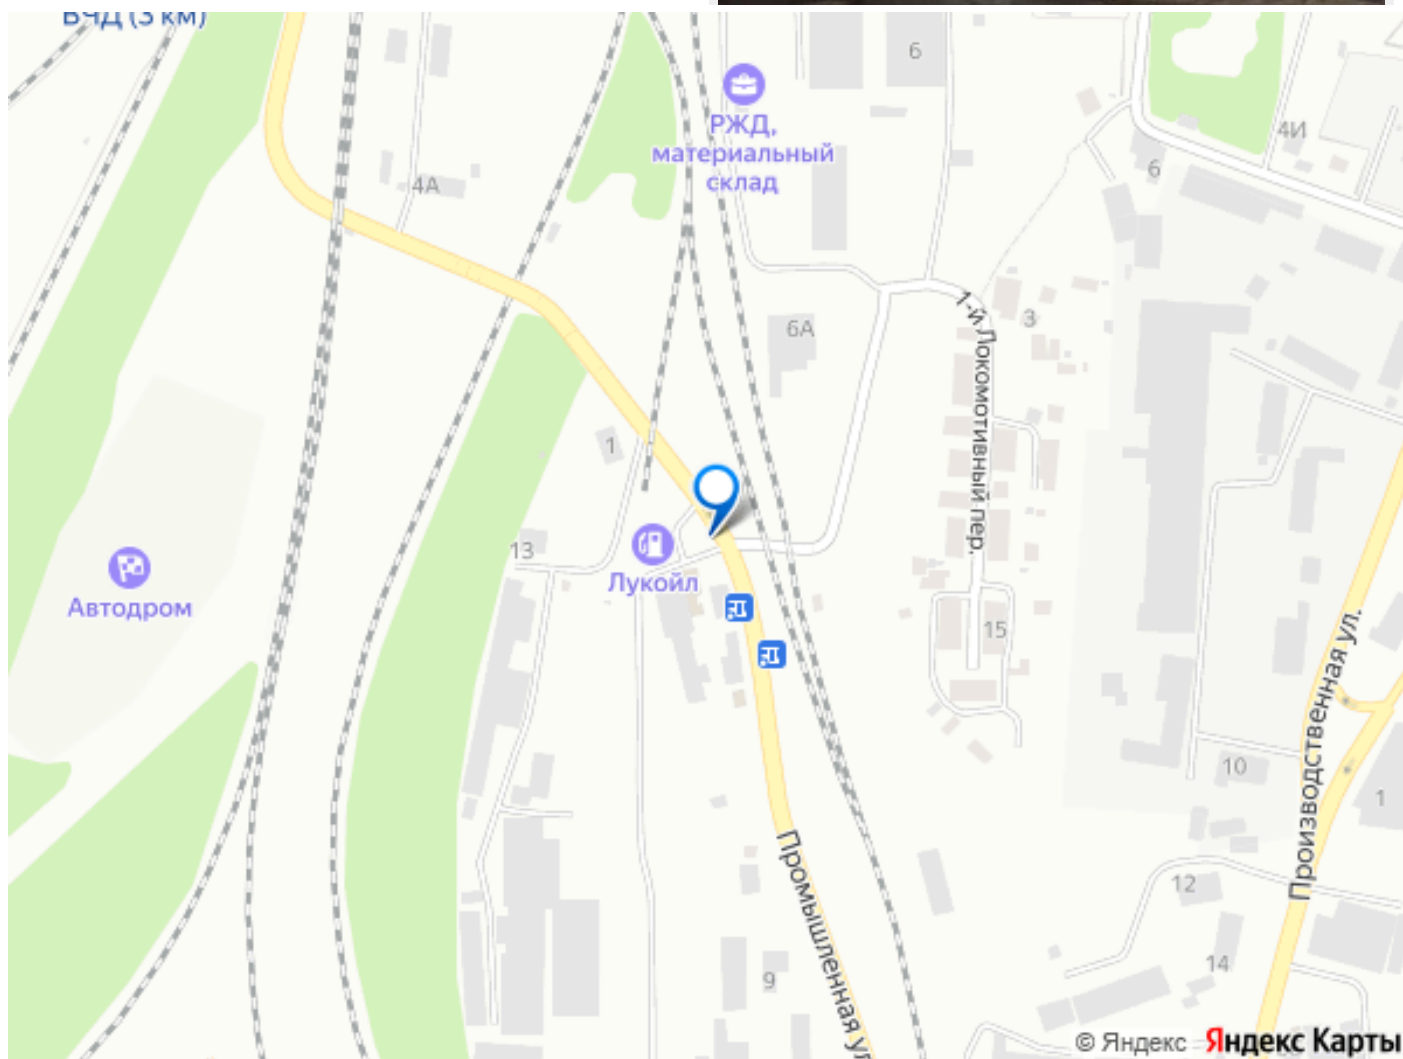 ВЧД (3 км)
6
РЖД,
материальный
склад
4И
6
4А
1-й Локомотивный пер.
3
6А
1
13
Лукойл
Автодром
15
Производственная ул.
10
1
Промышленная ул
12
14
9
© Яндекс Яндекс Карты